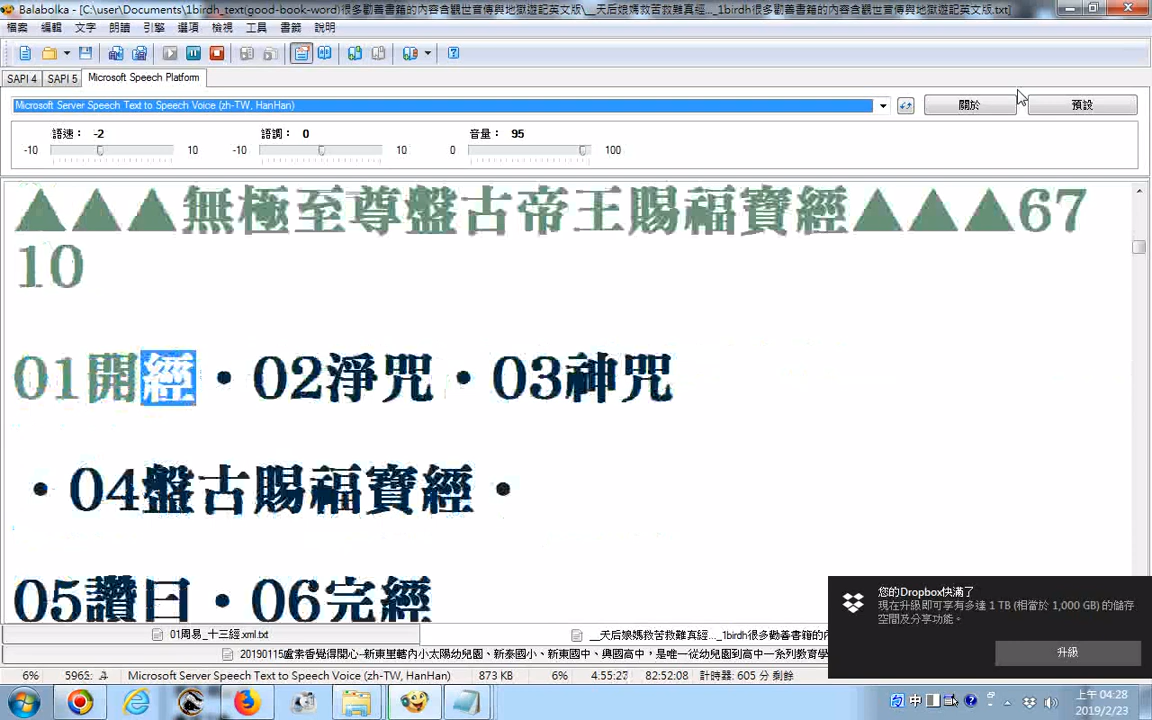 Balabolka - [C:\user\Documents\1birdh_text(good-book-word)很多勸善書籍的內容含觀世音傳與地獄遊記英文版\__天后娘媽救苦救難真經..._1birdh很多勸善書籍的內容含觀世音傳與地獄遊記英文版.txt]
檔案 編輯 文字 朗讀 引擎 選項 檢視 工具 書籤 說明
SAPI 4 SAPI 5 Microsoft Speech Platform
Microsoft Server Speech Text to Speech Voice (zh-TW, HanHan) 關於 預設
語速： -2 語調： 0 音量： 95
-10 10 -10 10 0 100
▲▲▲無極至尊盤古帝王賜福寶經▲▲▲67
10
01開經・02淨咒・03神咒
・04盤古賜福寶經・
05讚曰・06完經
您的Dropbox快滿了
現在升級即可享有多達 1 TB (相當於 1,000 GB) 的儲存
空間及分享功能。
升級
01周易_十三經.xml.txt __天后娘媽救苦救難真經..._1birdh很多勸善書籍的內
20190115盧素香覺得開心--新東里轄內小太陽幼兒園、新泰國小、新東國中、興國高中，是唯一從幼兒園到高中一系列教育學
6% 5962: Microsoft Server Speech Text to Speech Voice (zh-TW, HanHan) 873 KB 6% 4:55:27 82:52:08 計時器: 605 分 剩餘
中
上午 04:28
2019/2/23